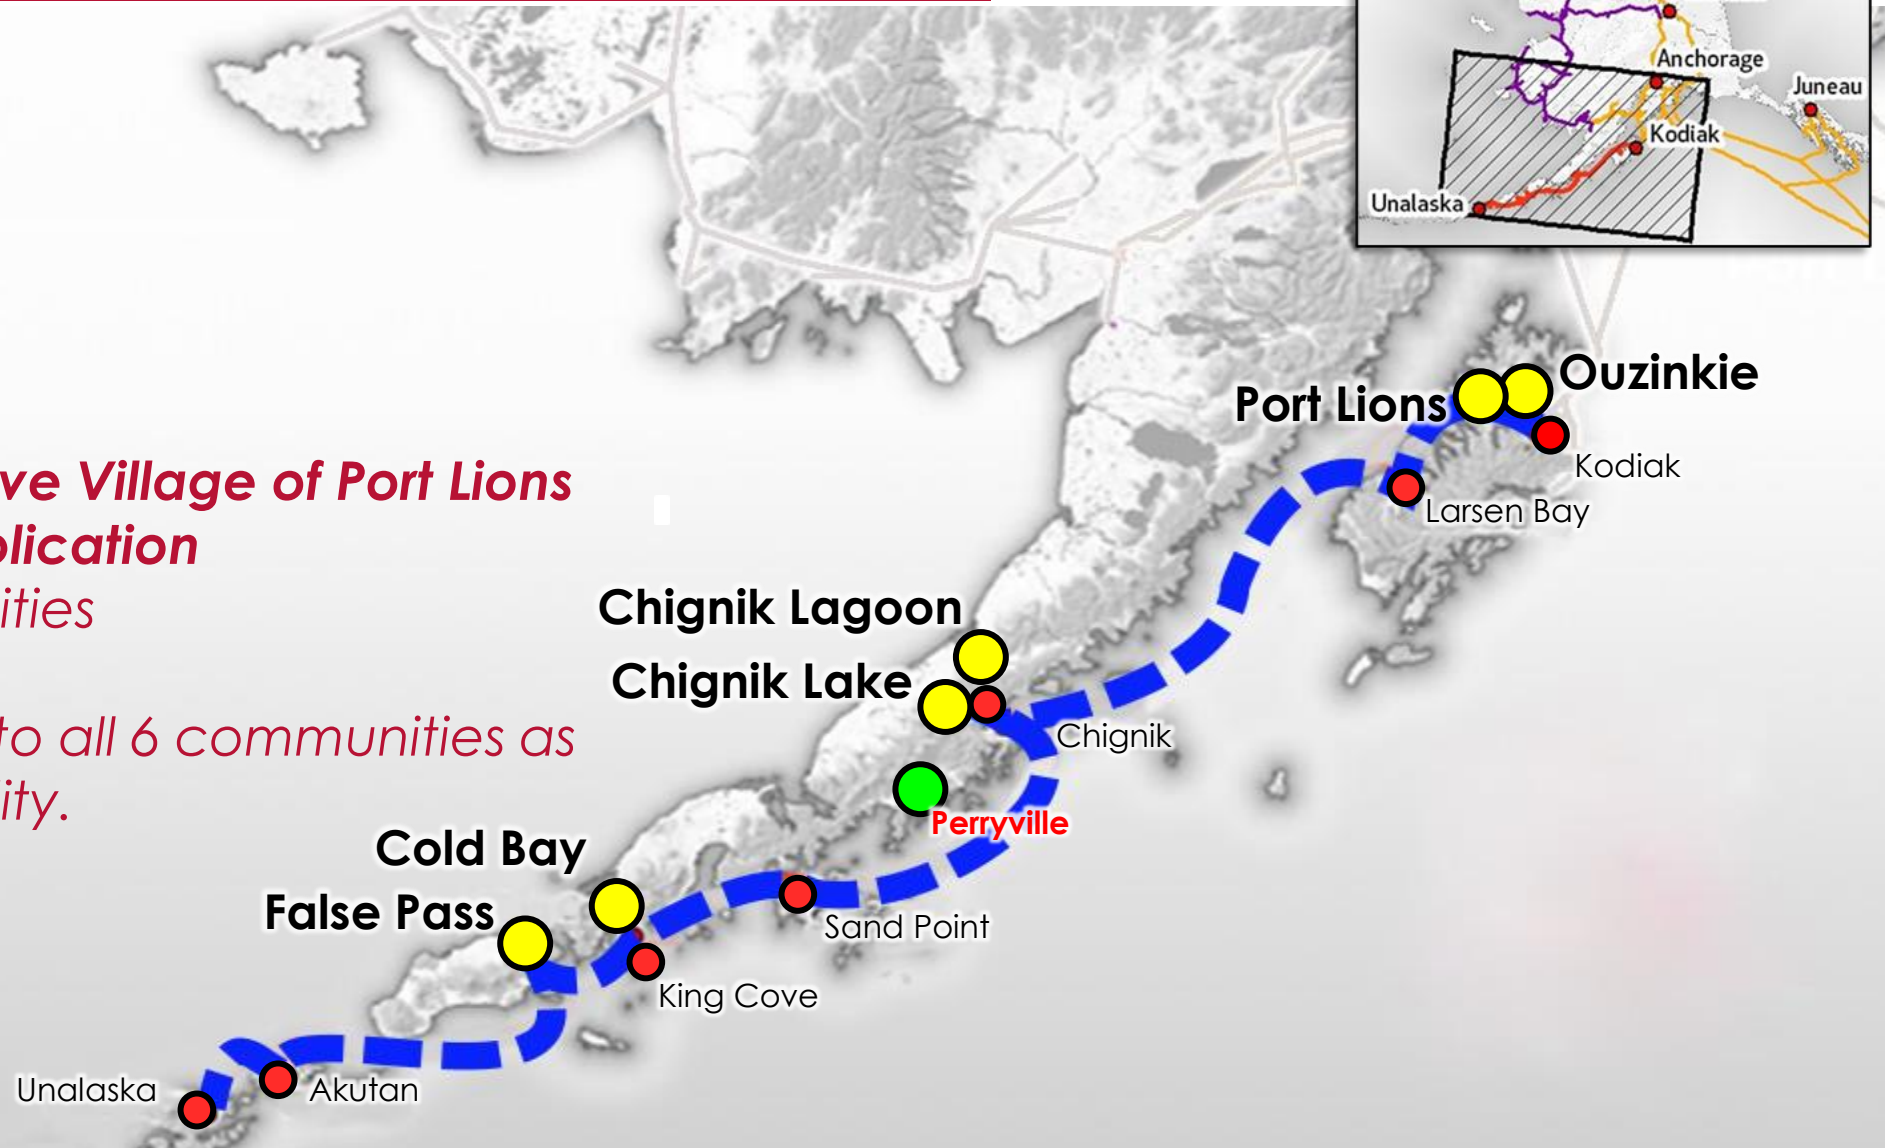 Anchorage
Juneau
Kodiak
Unalaska
Ouzinkie
Port Lions
Kodiak
Larsen Bay
ve Village of Port Lions
plication
ities
to all 6 communities as
ity.
Chignik Lagoon
Chignik Lake
Chignik
Perryville
Cold Bay
False Pass
Sand Point
King Cove
Unalaska
Akutan